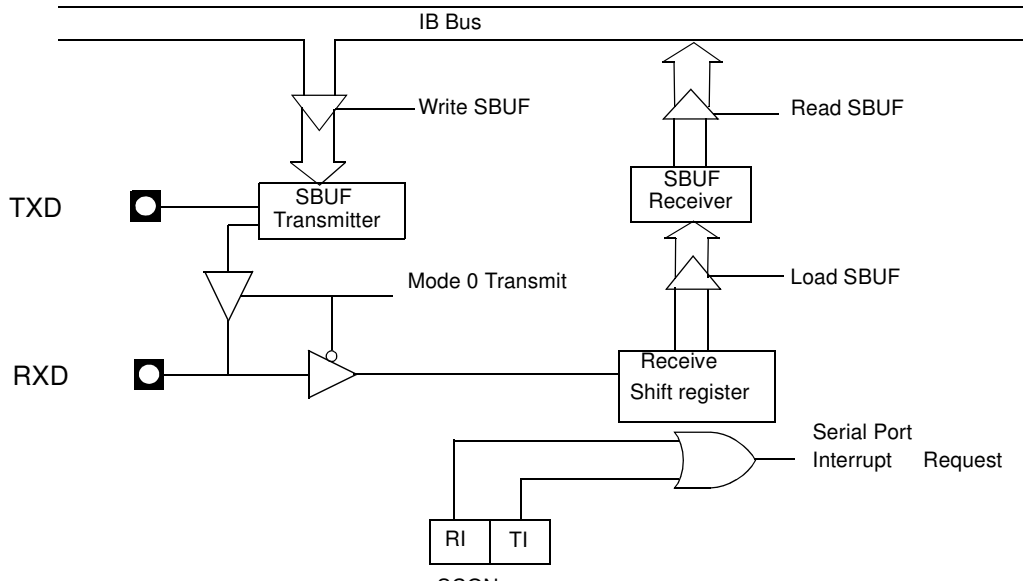 IB Bus
Write SBUF
Read SBUF
TXD
SBUF
Transmitter
SBUF
Receiver
Mode 0 Transmit
Load SBUF
RXD
Receive
Shift register
Serial Port
Interrupt Request
RI
TI